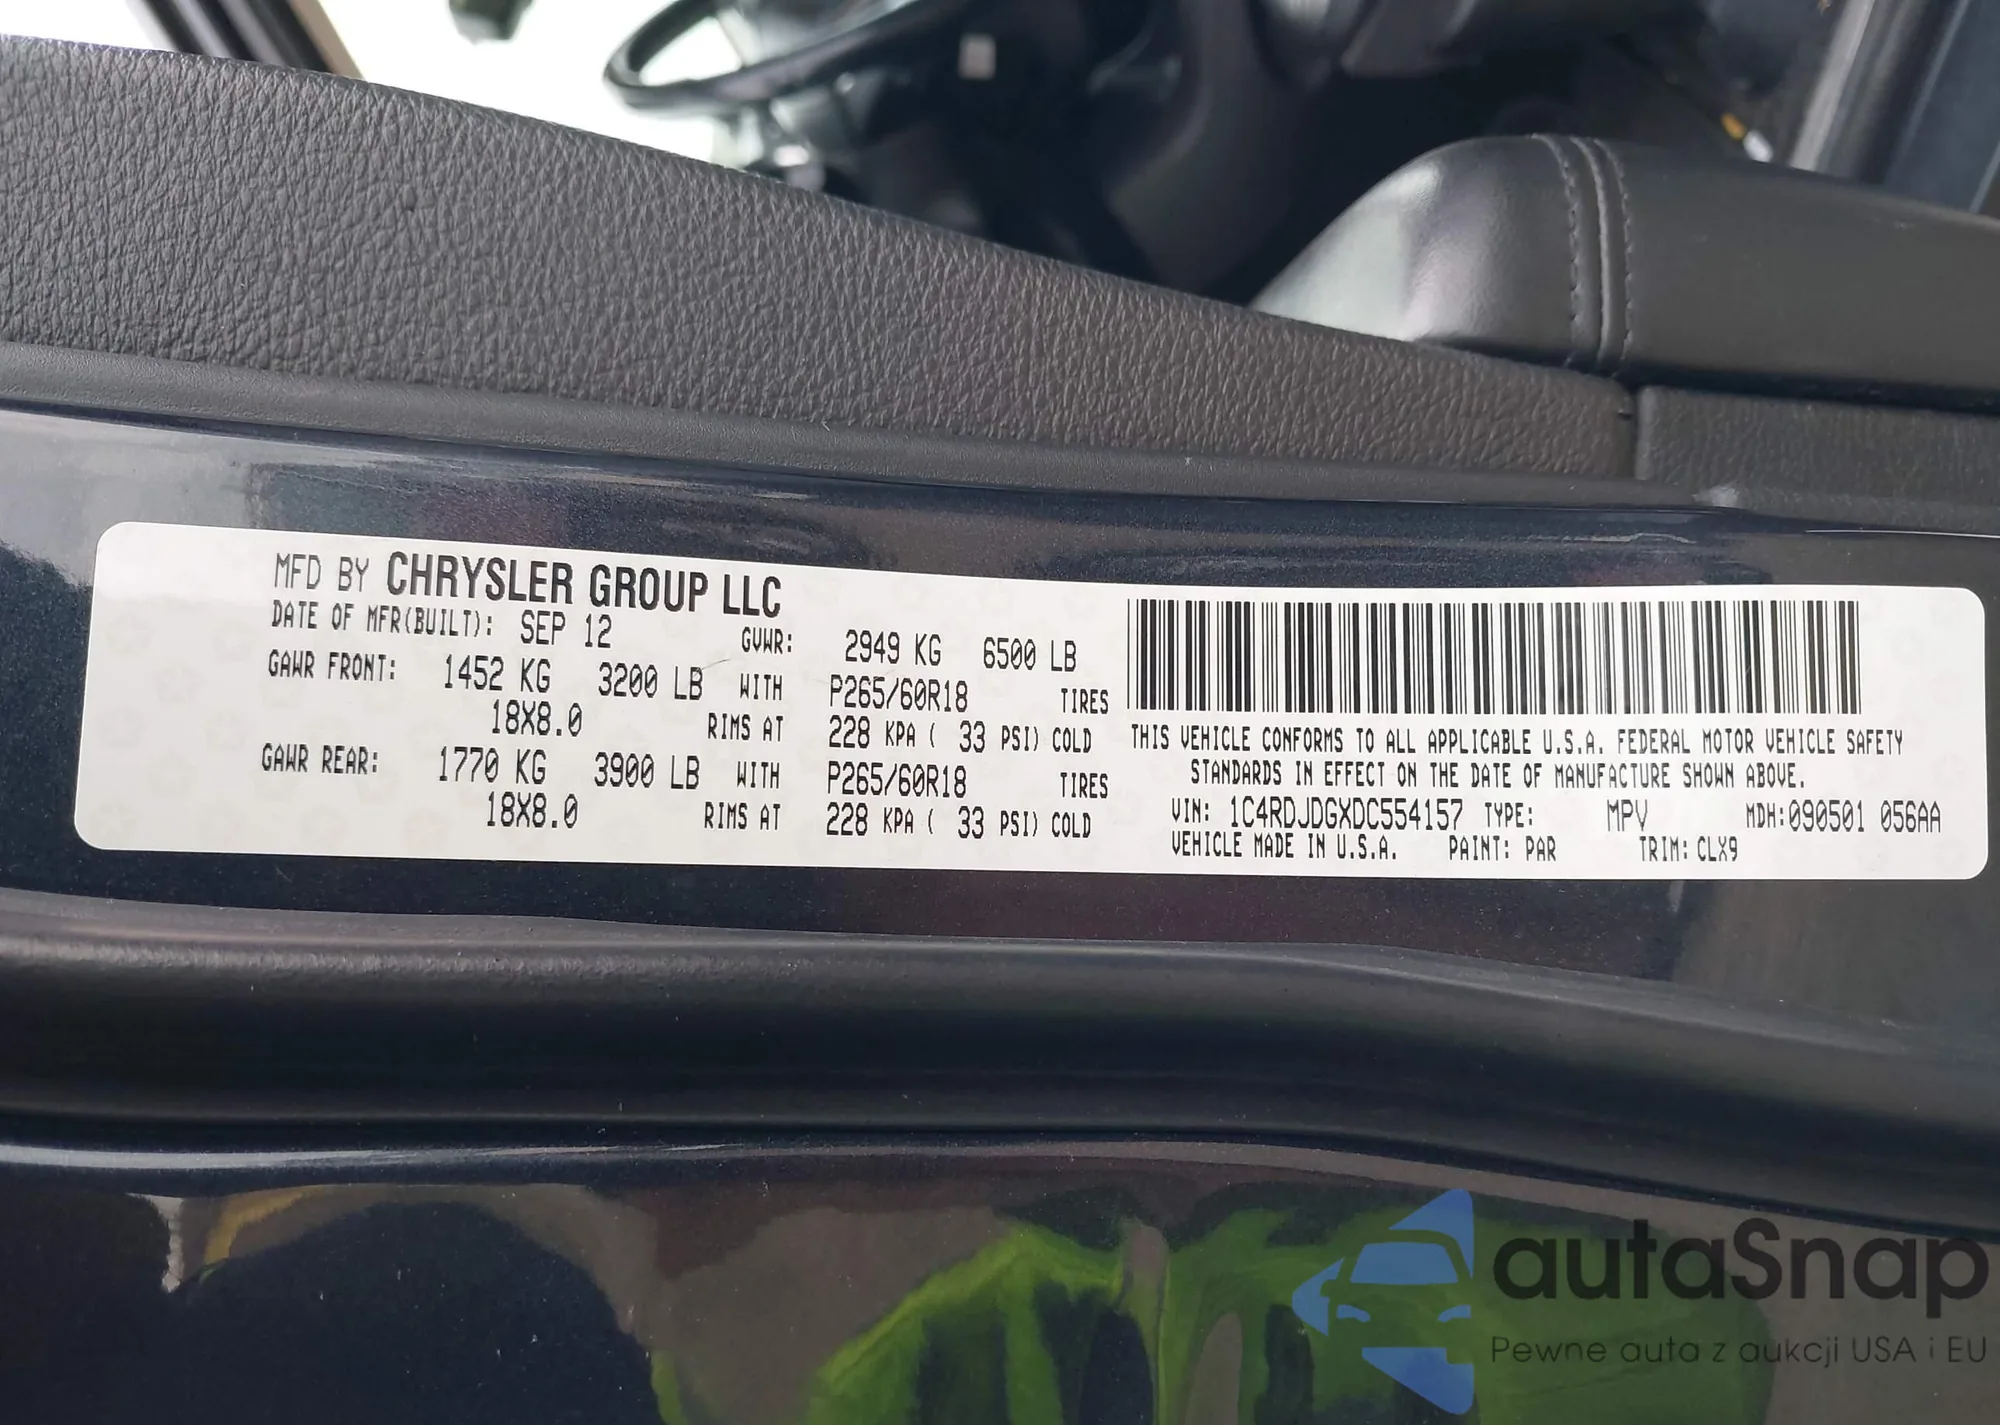 MFD BY CHRYSLER GROUP LLC
DATE OF MFR(BUILT): SEP 12 GVWR: 2949 KG 6500 LB
GAWR FRONT: 1452 KG 3200 LB WITH P265/60R18 TIRES
18X8.0 RIMS AT 228 KPA ( 33 PSI) COLD
GAWR REAR: 1770 KG 3900 LB WITH P265/60R18 TIRES
18X8.0 RIMS AT 228 KPA ( 33 PSI) COLD
THIS VEHICLE CONFORMS TO ALL APPLICABLE U.S.A. FEDERAL MOTOR VEHICLE SAFETY
STANDARDS IN EFFECT ON THE DATE OF MANUFACTURE SHOWN ABOVE.
VIN: 1C4RDJDGXDC554157 TYPE: MPV MDH:090501 056AA
VEHICLE MADE IN U.S.A. PAINT: PAR TRIM: CLX9
autaSnap
Pewne auta z aukcji USA i EU